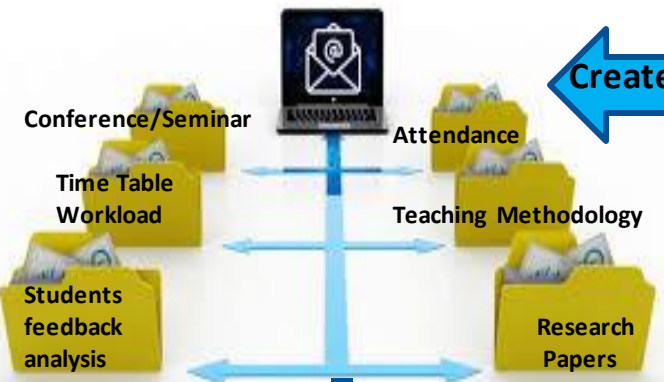 Create
Conference/Seminar
Attendance
Time Table
Workload
Teaching Methodology
Students
feedback
analysis
Research
Papers
@